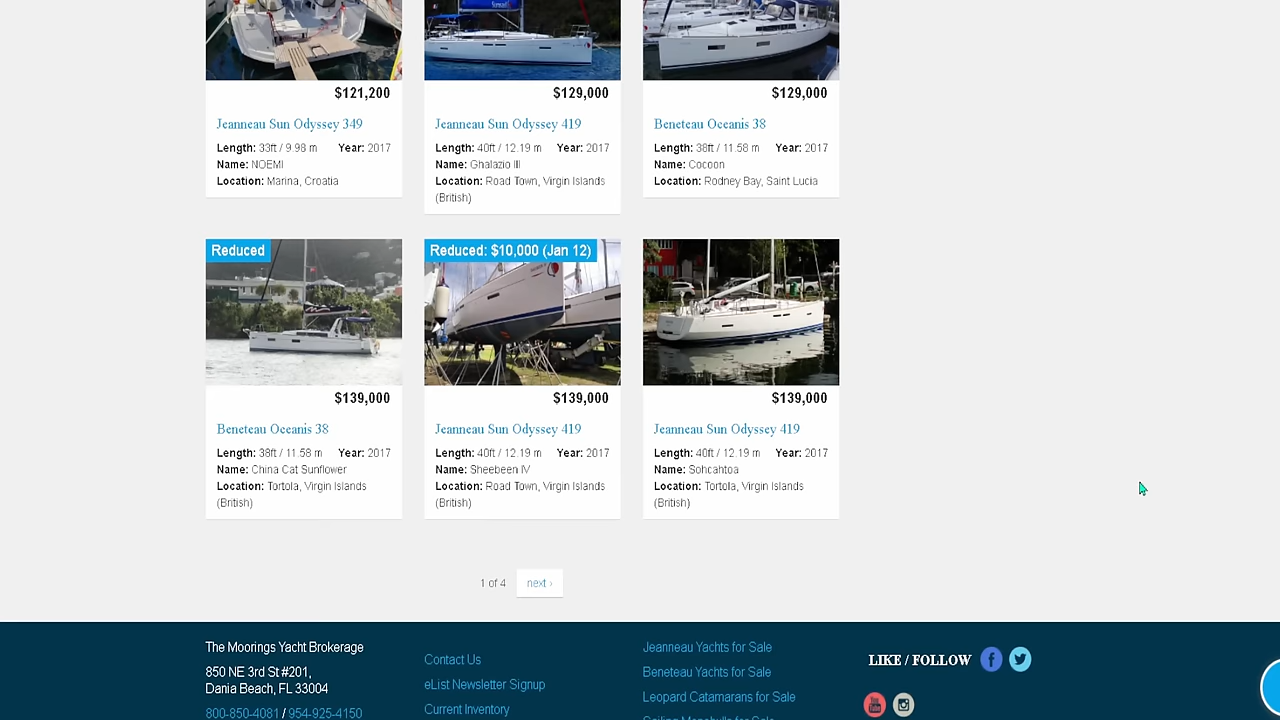 $121,200
Jeanneau Sun Odyssey 349
Length: 33ft / 9.98 m Year: 2017
Name: NOEMI
Location: Marina, Croatia
$129,000
Jeanneau Sun Odyssey 419
Length: 40ft / 12.19 m Year: 2017
Name: Ghalazio III
Location: Road Town, Virgin Islands
(British)
$129,000
Beneteau Oceanis 38
Length: 38ft / 11.58 m Year: 2017
Name: Cocoon
Location: Rodney Bay, Saint Lucia
Reduced
$139,000
Beneteau Oceanis 38
Length: 38ft / 11.58 m Year: 2017
Name: China Cat Sunflower
Location: Tortola, Virgin Islands
(British)
Reduced: $10,000 (Jan 12)
$139,000
Jeanneau Sun Odyssey 419
Length: 40ft / 12.19 m Year: 2017
Name: Sheebeen IV
Location: Road Town, Virgin Islands
(British)
$139,000
Jeanneau Sun Odyssey 419
Length: 40ft / 12.19 m Year: 2017
Name: Sohcahtoa
Location: Tortola, Virgin Islands
(British)
1 of 4 next ›
The Moorings Yacht Brokerage
850 NE 3rd St #201,
Dania Beach, FL 33004
800-850-4081 / 954-925-4150
Contact Us
eList Newsletter Signup
Current Inventory
Jeanneau Yachts for Sale
Beneteau Yachts for Sale
Leopard Catamarans for Sale
Sailing Monohulls for Sale
LIKE / FOLLOW